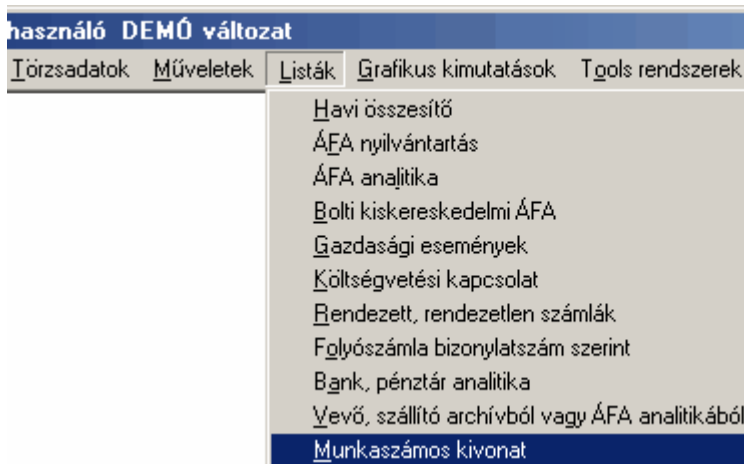 használó DEMÓ változat
Törzsadatok Műveletek Listák Grafikus kimutatások Tools rendszerek
Havi összesítő
ÁFA nyilvántartás
ÁFA analitika
Bolti kiskereskedelmi ÁFA
Gazdasági események
Költségvetési kapcsolat
Rendezett, rendezetlen számlák
Folyószámla bizonylatszám szerint
Bank, pénztár analitika
Vevő, szállító archívból vagy ÁFA analitikából
Munkaszámos kivonat